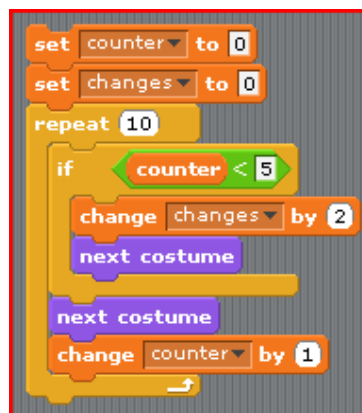 set counter to 0
set changes to 0
repeat 10
if counter < 5
change changes by 2
next costume
next costume
change counter by 1